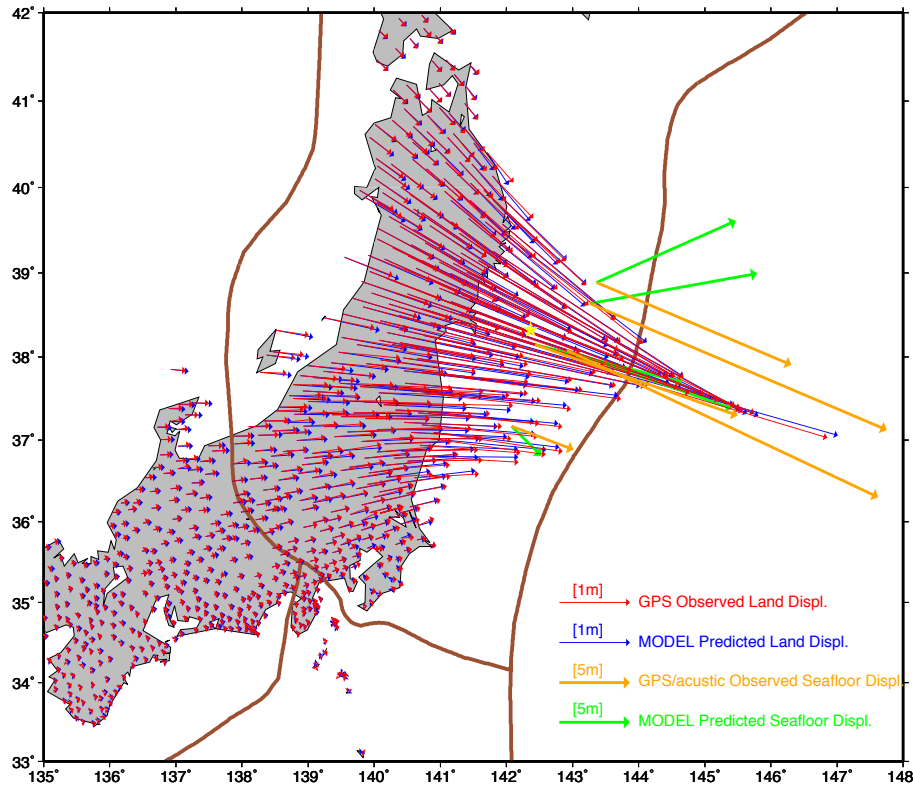 42˚
41˚
40˚
39˚
38˚
37˚
36˚
35˚
34˚
33˚
[1m]
GPS Observed Land Displ.
[1m]
MODEL Predicted Land Displ.
[5m]
GPS/acustic Observed Seafloor Displ.
[5m]
MODEL Predicted Seafloor Displ.
135˚ 136˚ 137˚ 138˚ 139˚ 140˚ 141˚ 142˚ 143˚ 144˚ 145˚ 146˚ 147˚ 148˚